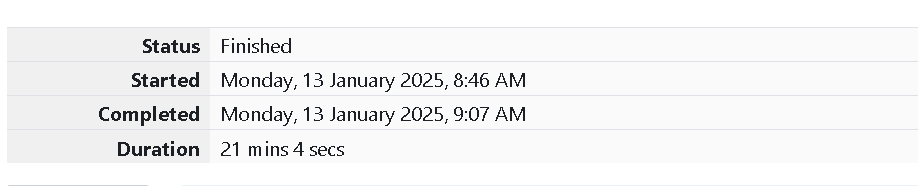 Status Finished
Started Monday, 13 January 2025, 8:46 AM
Completed Monday, 13 January 2025, 9:07 AM
Duration 21 mins 4 secs